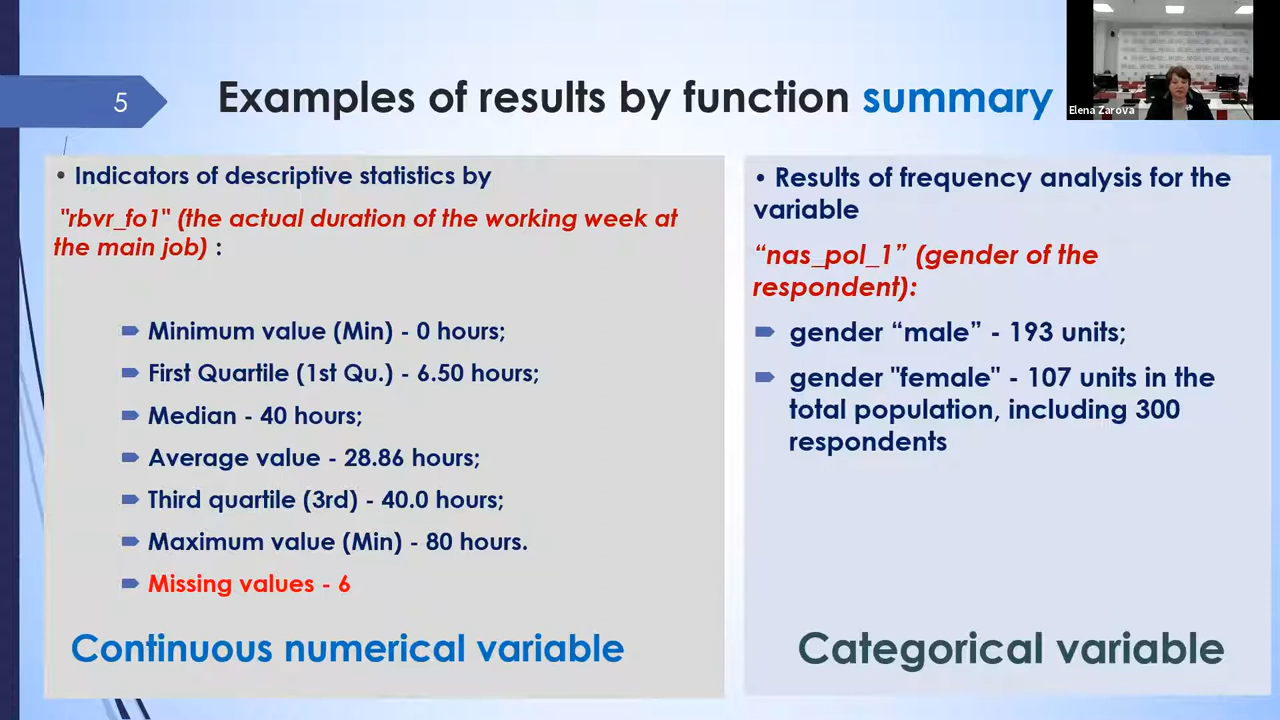 5
Examples of results by function summary
Elena Zarova
• Indicators of descriptive statistics by
"rbvr_fo1" (the actual duration of the working week at
the main job) :
Minimum value (Min) - 0 hours;
First Quartile (1st Qu.) - 6.50 hours;
Median - 40 hours;
Average value - 28.86 hours;
Third quartile (3rd) - 40.0 hours;
Maximum value (Min) - 80 hours.
Missing values - 6
Continuous numerical variable
• Results of frequency analysis for the
variable
“nas_pol_1” (gender of the
respondent):
gender “male” - 193 units;
gender "female" - 107 units in the
total population, including 300
respondents
Categorical variable